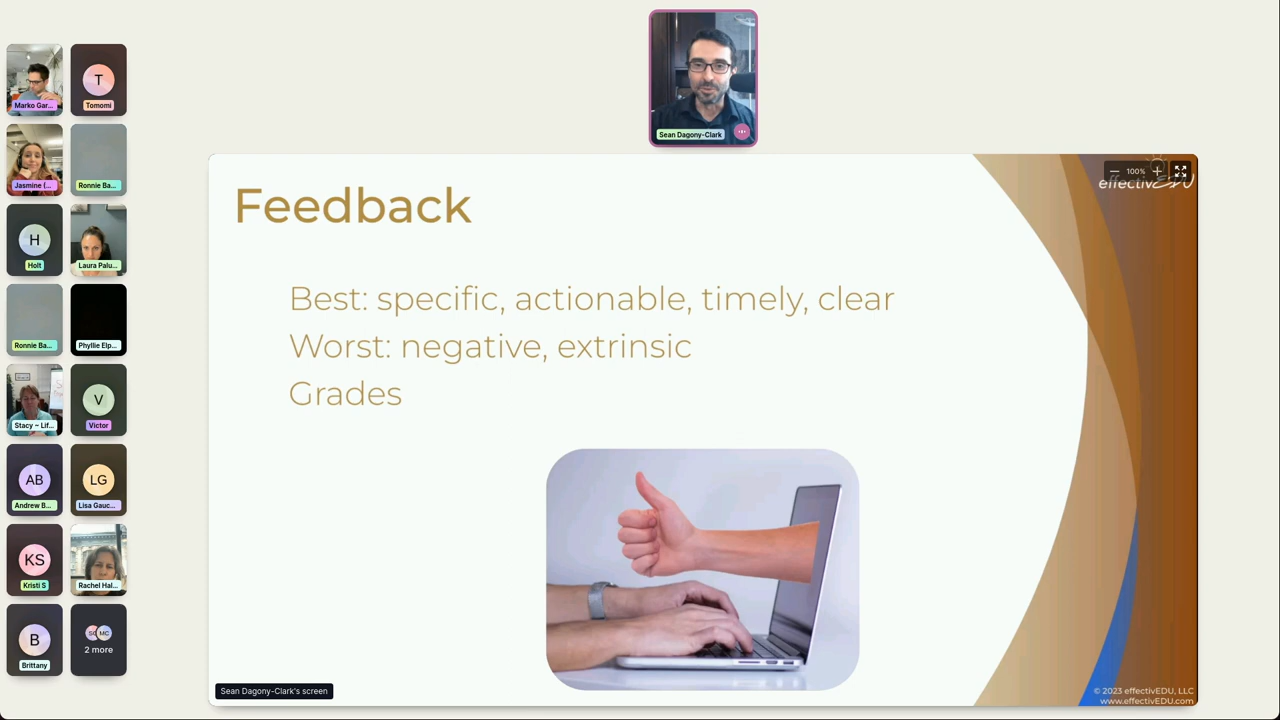 Sean Dagony-Clark
Marko Gar...
T
Tomomi
Jasmine (...
Ronnie Ba...
H
Holt
Laura Palu...
Ronnie Ba...
Phyllie Elp...
Stacy ~ Lif...
V
Victor
AB
Andrew B...
LG
Lisa Gauc...
KS
Kristi S
Rachel Hal...
B
Brittany
MC
2 more
100%
effectivEDU
Feedback
Best: specific, actionable, timely, clear
Worst: negative, extrinsic
Grades
Sean Dagony-Clark's screen
© 2023 effectivEDU, LLC
www.effectivEDU.com